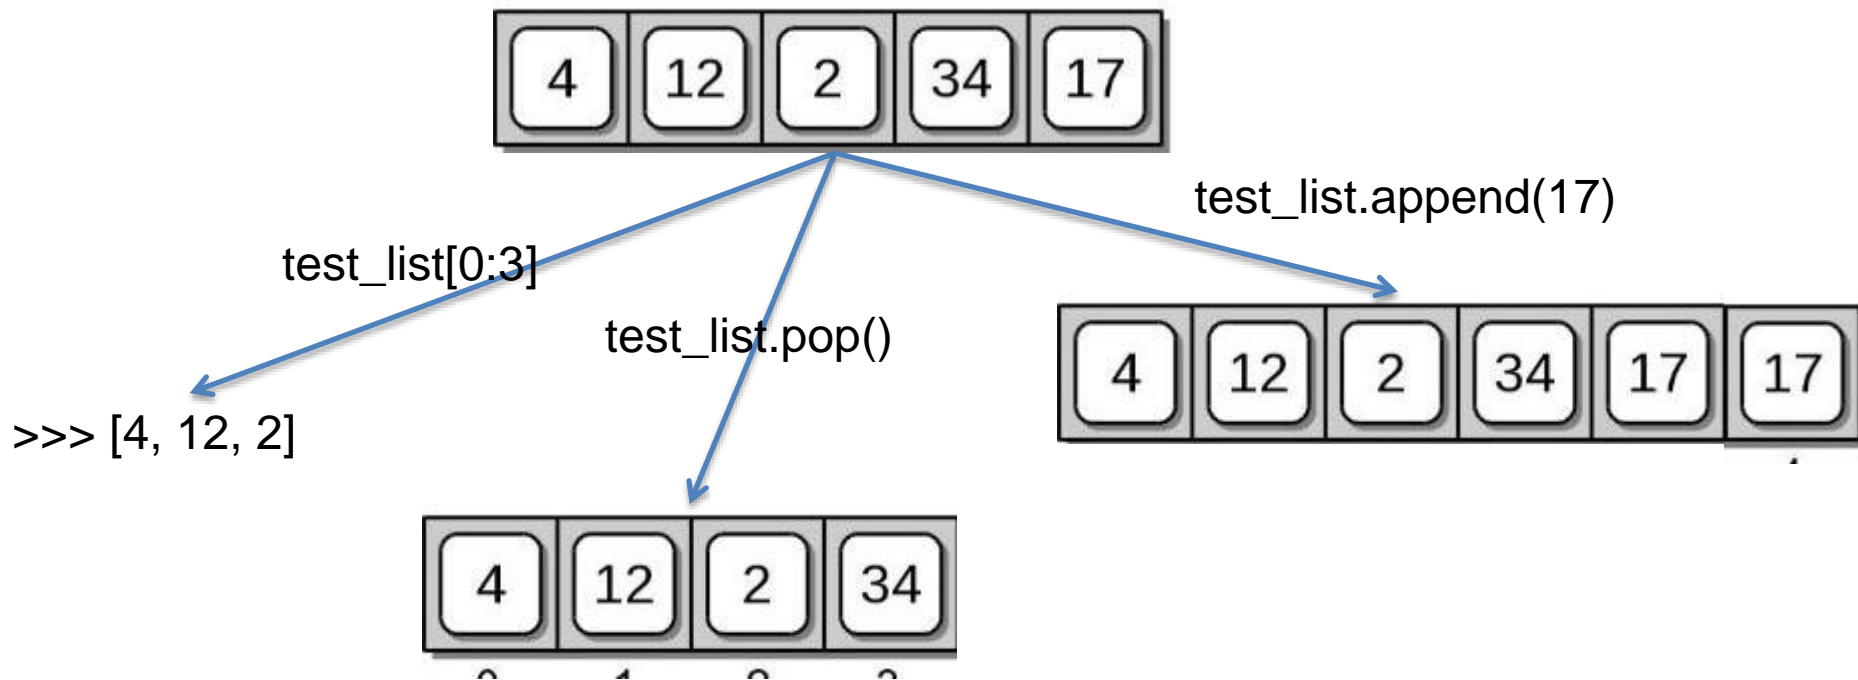 4 12 2 34 17
test_list.append(17)
test_list[0:3]
test_list.pop()
4 12 2 34 17 17
>>> [4, 12, 2]
4 12 2 34